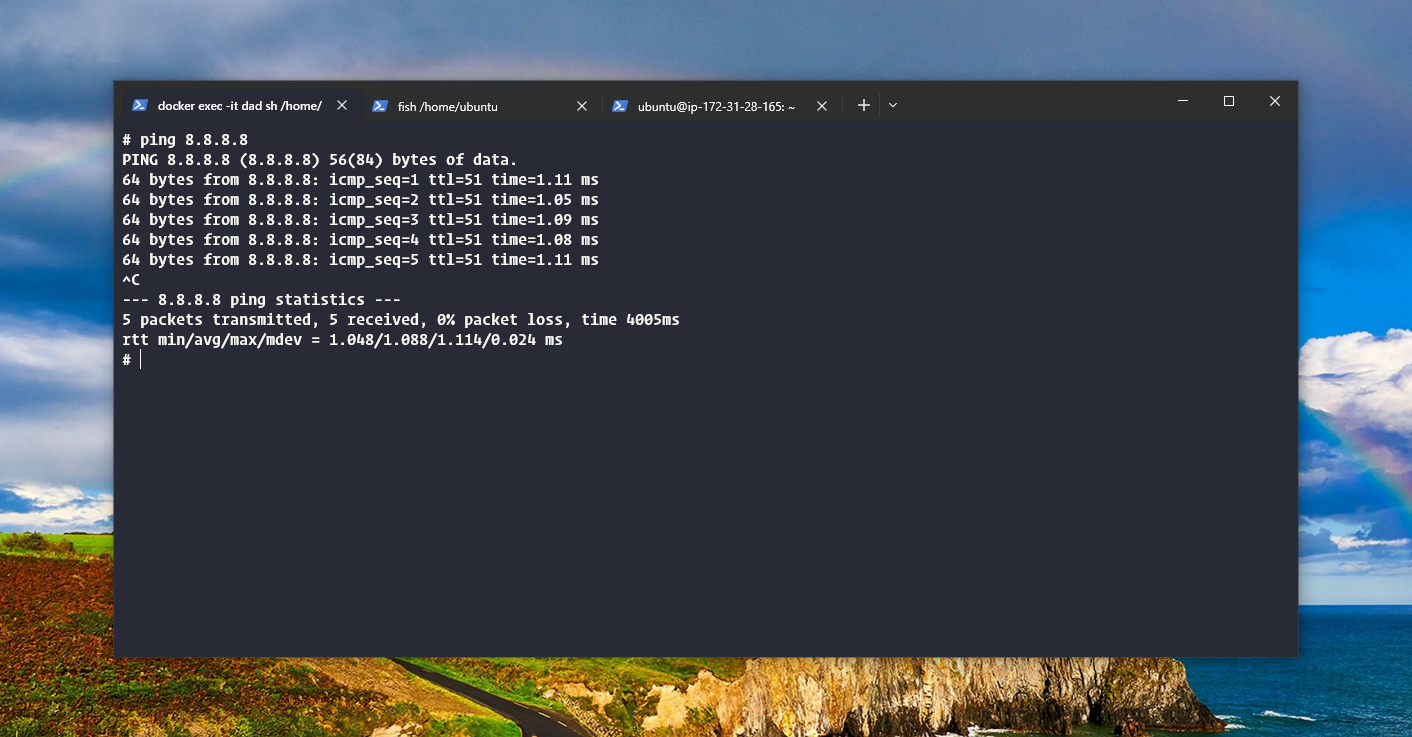 docker exec -it dad sh /home/
fish /home/ubuntu
ubuntu@ip-172-31-28-165: ~
# ping 8.8.8.8
PING 8.8.8.8 (8.8.8.8) 56(84) bytes of data.
64 bytes from 8.8.8.8: icmp_seq=1 ttl=51 time=1.11 ms
64 bytes from 8.8.8.8: icmp_seq=2 ttl=51 time=1.05 ms
64 bytes from 8.8.8.8: icmp_seq=3 ttl=51 time=1.09 ms
64 bytes from 8.8.8.8: icmp_seq=4 ttl=51 time=1.08 ms
64 bytes from 8.8.8.8: icmp_seq=5 ttl=51 time=1.11 ms
^C
--- 8.8.8.8 ping statistics ---
5 packets transmitted, 5 received, 0% packet loss, time 4005ms
rtt min/avg/max/mdev = 1.048/1.088/1.114/0.024 ms
#